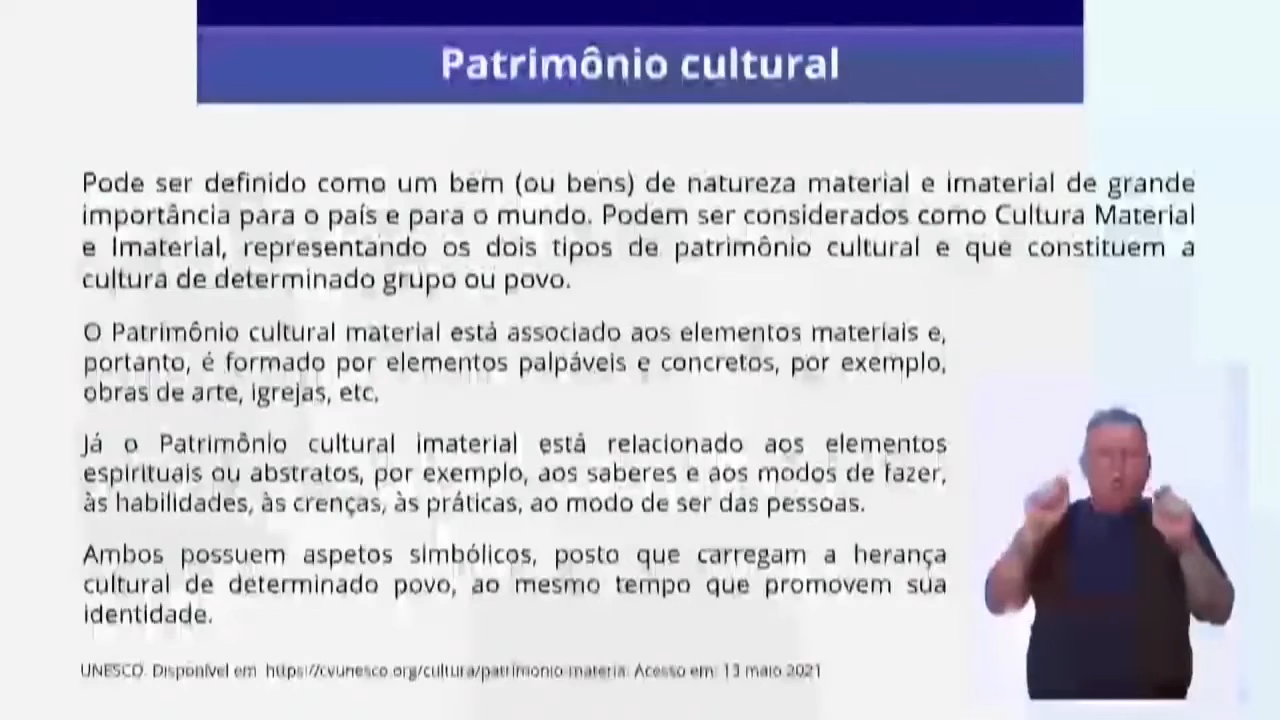 Patrimônio cultural
Pode ser definido como um bem (ou bens) de natureza material e imaterial de grande
importância para o país e para o mundo. Podem ser considerados como Cultura Material
e Imaterial, representando os dois tipos de patrimônio cultural e que constituem a
cultura de determinado grupo ou povo.
O Patrimônio cultural material está associado aos elementos materiais e,
portanto, é formado por elementos palpáveis e concretos, por exemplo,
obras de arte, igrejas, etc.
Já o Patrimônio cultural imaterial está relacionado aos elementos
espirituais ou abstratos, por exemplo, aos saberes e aos modos de fazer,
às habilidades, às crenças, às práticas, ao modo de ser das pessoas.
Ambos possuem aspetos simbólicos, posto que carregam a herança
cultural de determinado povo, ao mesmo tempo que promovem sua
identidade.
UNESCO. Disponível em: https://cvunesco.org/cultura/patrimonio-materia. Acesso em: 13 maio 2021